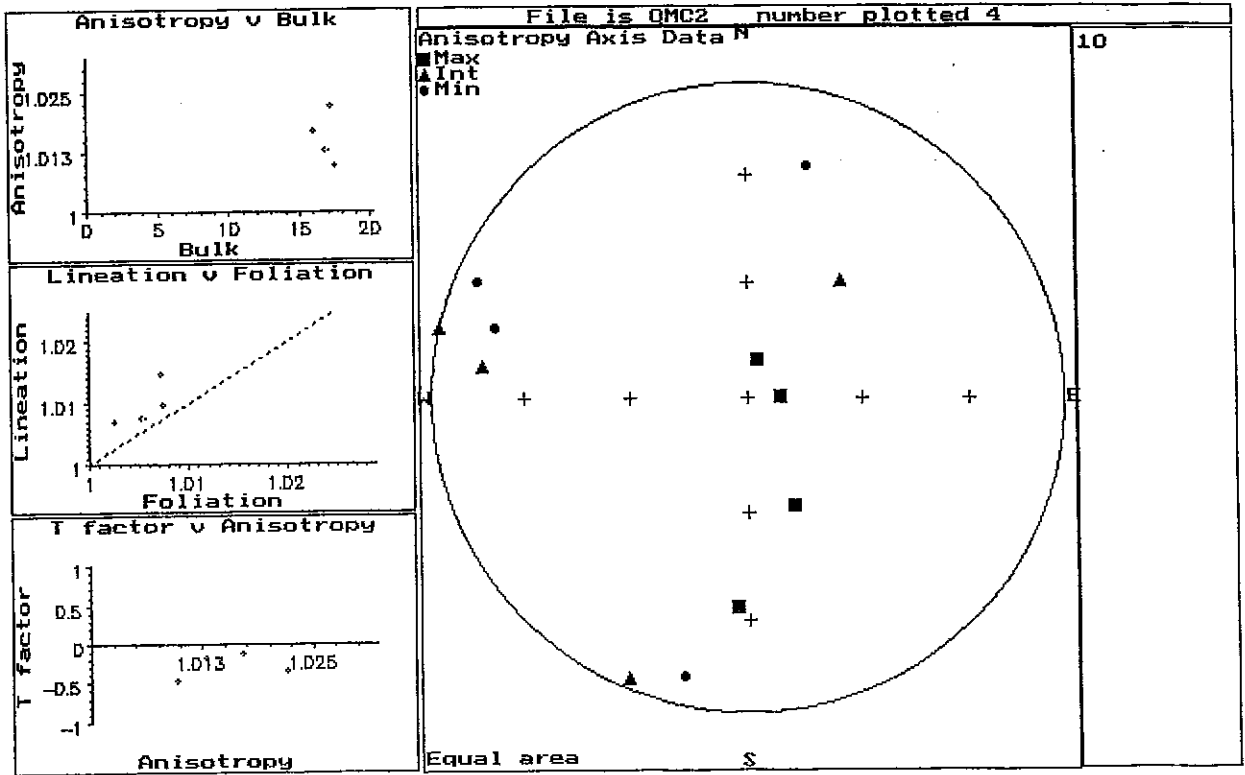 Anisotropy v Bulk
Anisotropy
1.025
1.013
1
0 5 10 15 20
Bulk
Lineation v Foliation
Lineation
1.02
1.01
1
1 1.01 1.02
Foliation
T factor v Anisotropy
T factor
1
0.5
0
-0.5
-1
1.013 1.025
Anisotropy
File is QMC2 number plotted 4
Anisotropy Axis Data N
Max
Int
Min
W
E
Equal area S
10